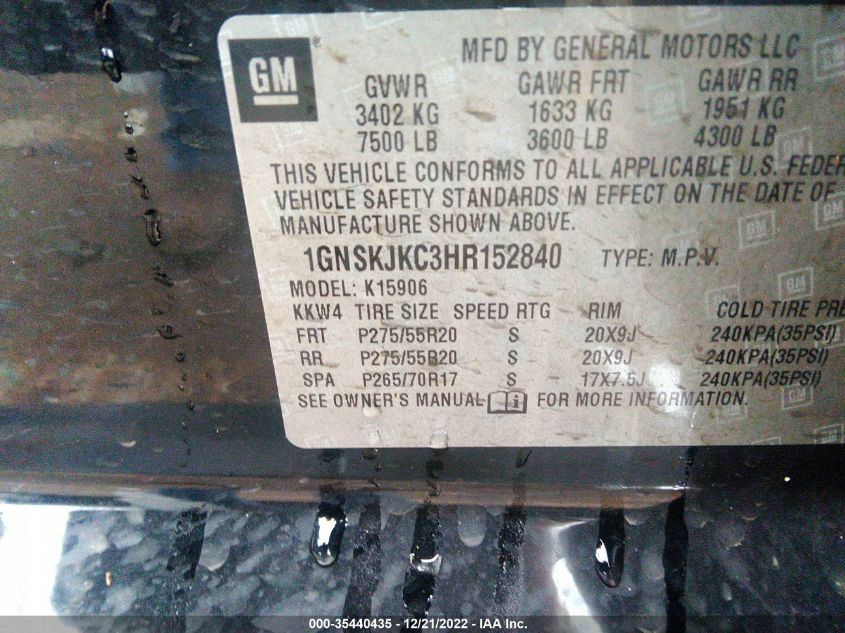 GM
MFD BY GENERAL MOTORS LLC
GVWR GAWR FRT GAWR RR
3402 KG 1633 KG 1951 KG
7500 LB 3600 LB 4300 LB
THIS VEHICLE CONFORMS TO ALL APPLICABLE U.S. FEDER
VEHICLE SAFETY STANDARDS IN EFFECT ON THE DATE OF
MANUFACTURE SHOWN ABOVE.
1GNSKJKC3HR152840 TYPE: M.P.V.
MODEL: K15906
KKW4 TIRE SIZE SPEED RTG RIM COLD TIRE PRE
FRT P275/55R20 S 20X9J 240KPA(35PSI)
RR P275/55R20 S 20X9J 240KPA(35PSI)
SPA P265/70R17 S 17X7.5J 240KPA(35PSI)
SEE OWNER'S MANUAL i FOR MORE INFORMATION.
000-35440435 - 12/21/2022 - IAA Inc.